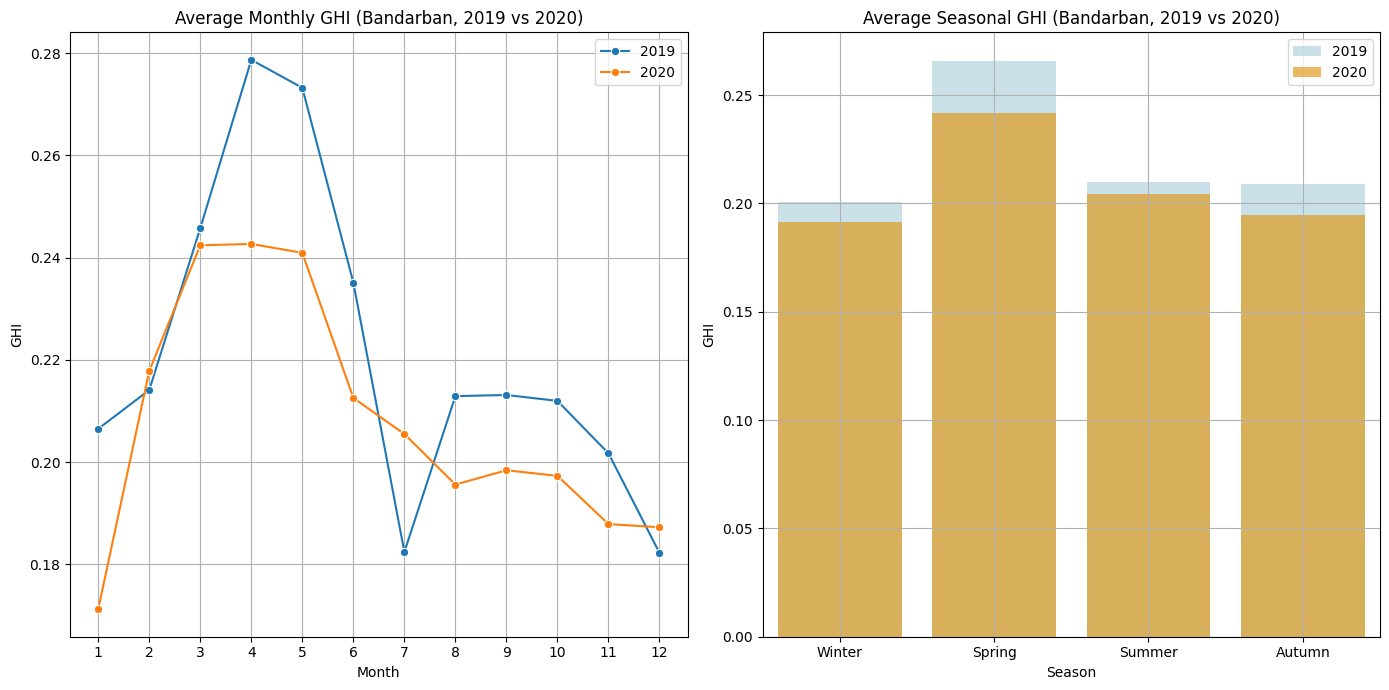 Average Monthly GHI (Bandarban, 2019 vs 2020)
2019
2020
0.28
0.26
0.24
0.22
0.20
0.18
GHI
1 2 3 4 5 6 7 8 9 10 11 12
Month
Average Seasonal GHI (Bandarban, 2019 vs 2020)
2019
2020
0.25
0.20
0.15
0.10
0.05
0.00
GHI
Winter Spring Summer Autumn
Season